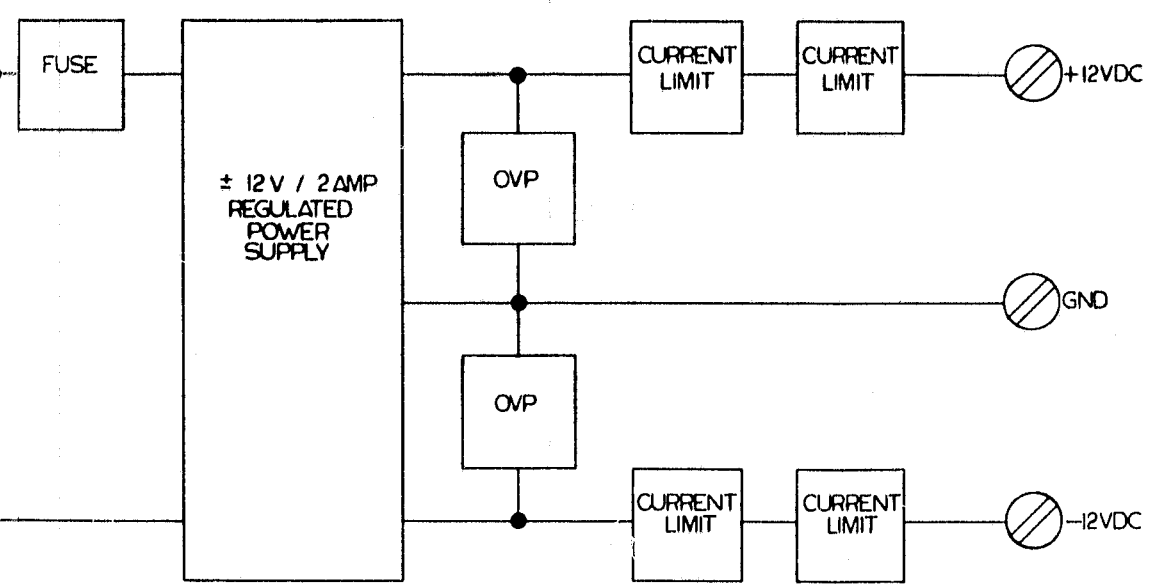 FUSE
± 12V / 2AMP
REGULATED
POWER
SUPPLY
OVP
OVP
CURRENT
LIMIT
CURRENT
LIMIT
+12VDC
GND
CURRENT
LIMIT
CURRENT
LIMIT
-12VDC